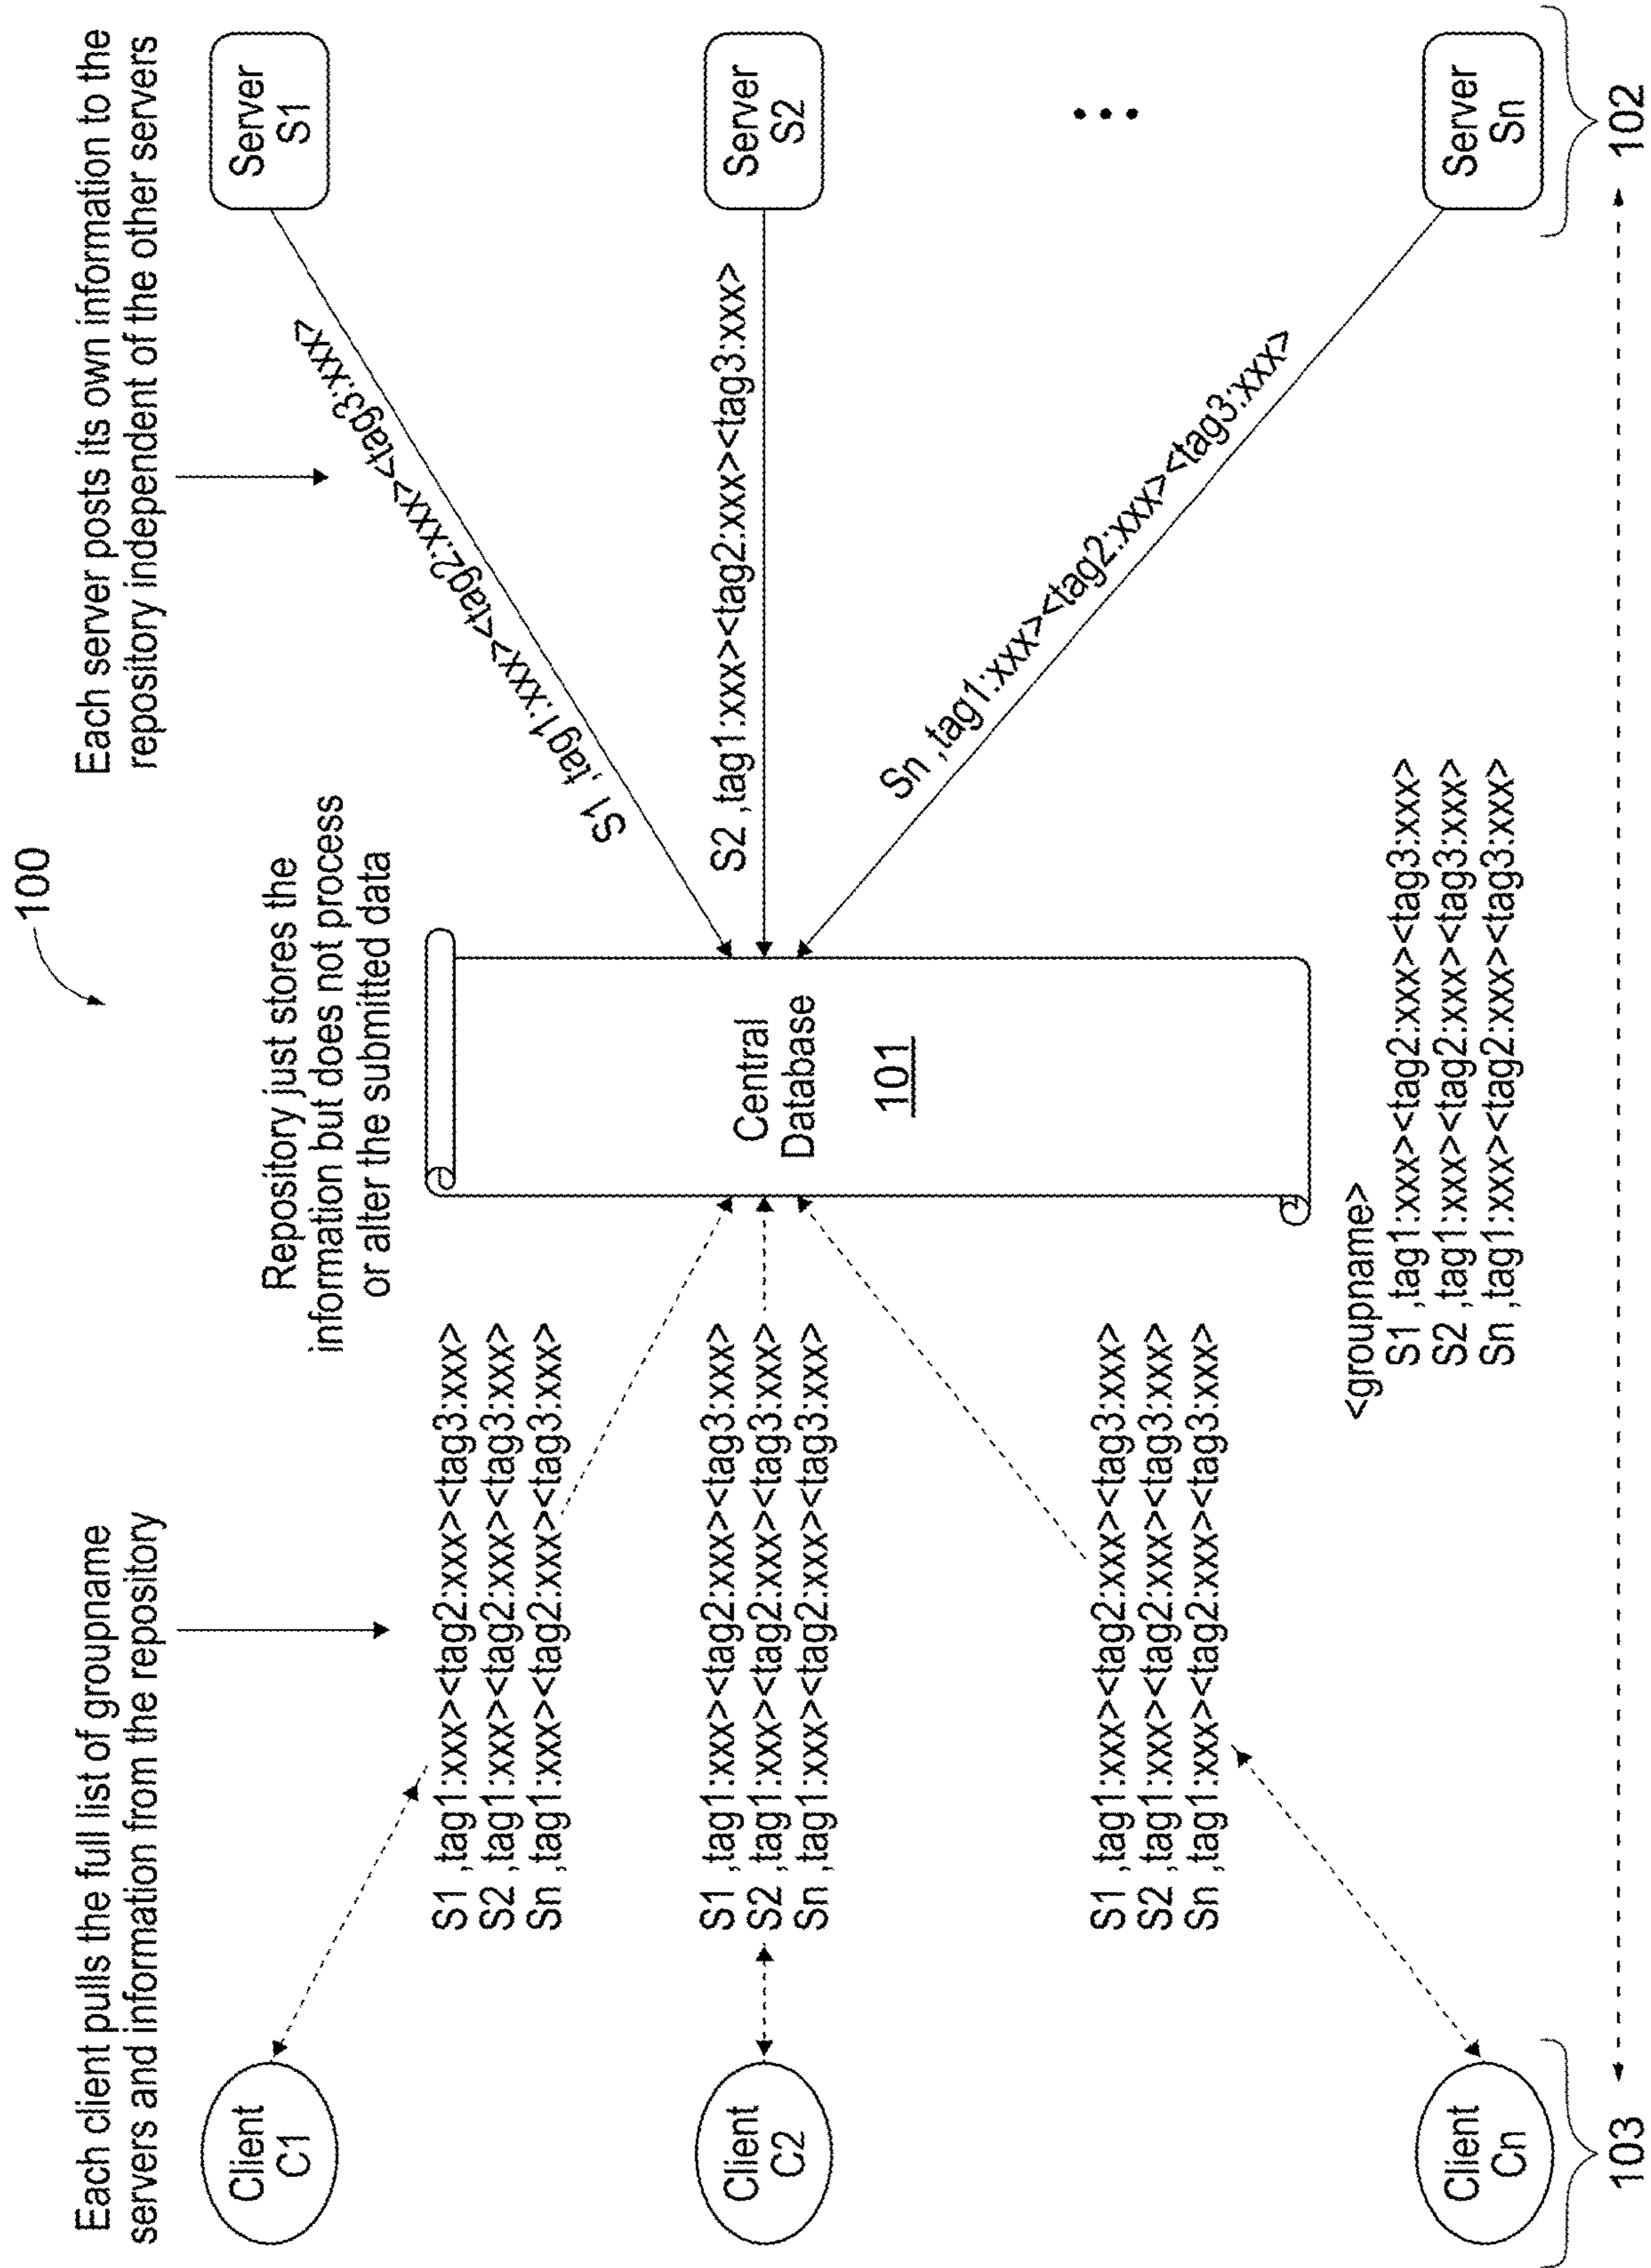 100
Each client pulls the full list of groupname
servers and information from the repository
Repository just stores the
information but does not process
or alter the submitted data
Each server posts its own information to the
repository independent of the other servers
Client
C1
S1 ,tag1:xxx><tag2:xxx><tag3:xxx>
S2 ,tag1:xxx><tag2:xxx><tag3:xxx>
Sn ,tag1:xxx><tag2:xxx><tag3:xxx>
S1 ,tag1:xxx><tag2:xxx><tag3:xxx>
Server
S1
Client
C2
S1 ,tag1:xxx><tag2:xxx><tag3:xxx>
S2 ,tag1:xxx><tag2:xxx><tag3:xxx>
Sn ,tag1:xxx><tag2:xxx><tag3:xxx>
Central
Database
101
S2 ,tag1:xxx><tag2:xxx><tag3:xxx>
Server
S2
Sn ,tag1:xxx><tag2:xxx><tag3:xxx>
Client
Cn
S1 ,tag1:xxx><tag2:xxx><tag3:xxx>
S2 ,tag1:xxx><tag2:xxx><tag3:xxx>
Sn ,tag1:xxx><tag2:xxx><tag3:xxx>
<groupname>
S1 ,tag1:xxx><tag2:xxx><tag3:xxx>
S2 ,tag1:xxx><tag2:xxx><tag3:xxx>
Sn ,tag1:xxx><tag2:xxx><tag3:xxx>
Server
Sn
103
102